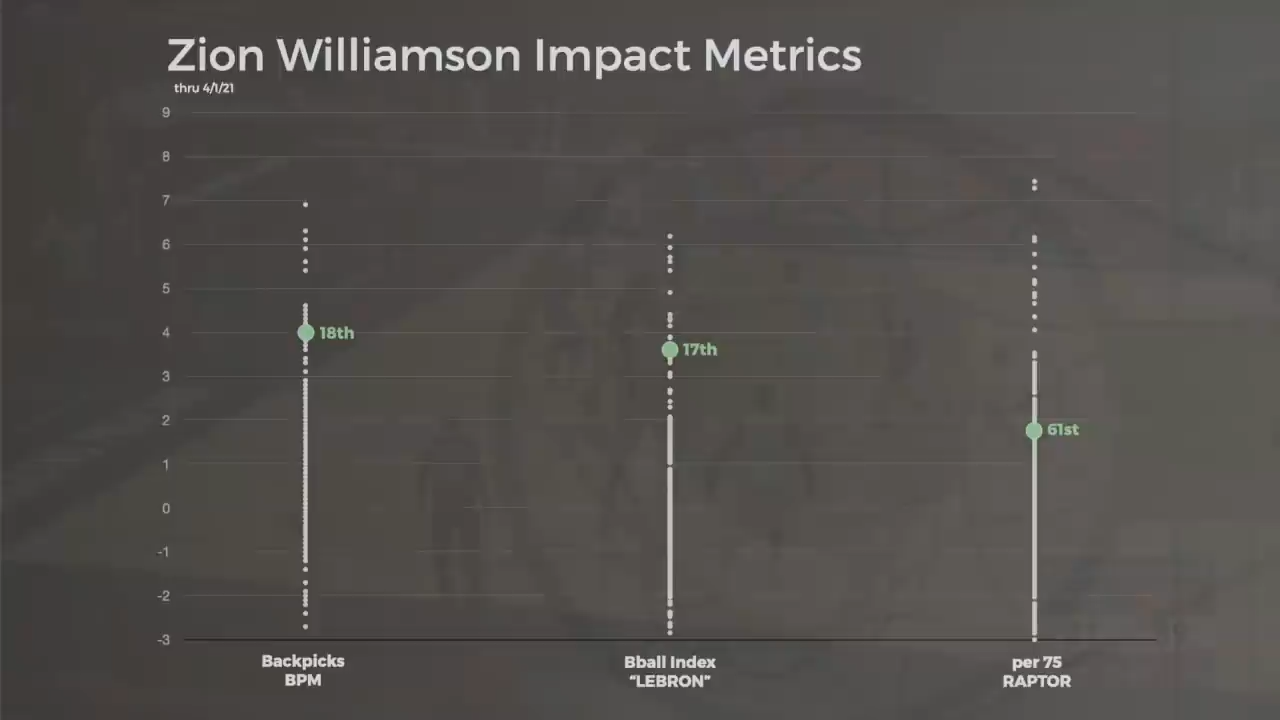 Zion Williamson Impact Metrics
thru 4/1/21
9
8
7
6
5
4
3
2
1
0
-1
-2
-3
18th
17th
61st
Backpicks
BPM
Bball Index
“LEBRON”
per 75
RAPTOR